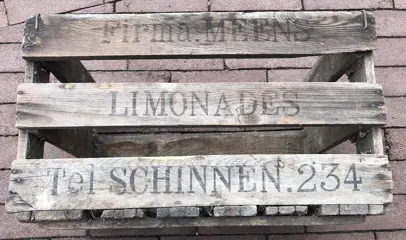 Firma. MEENS
LIMONADES
Tel SCHINNEN. 234